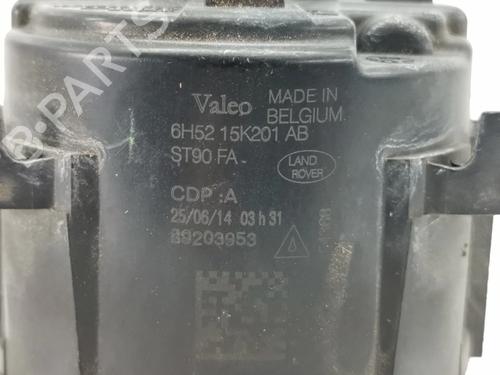 Valeo MADE IN
BELGIUM
6H52 15K201 AB
ST90 FA
LAND
ROVER
CDP :A
25/06/14 03 h 31
89203953
B-Parts